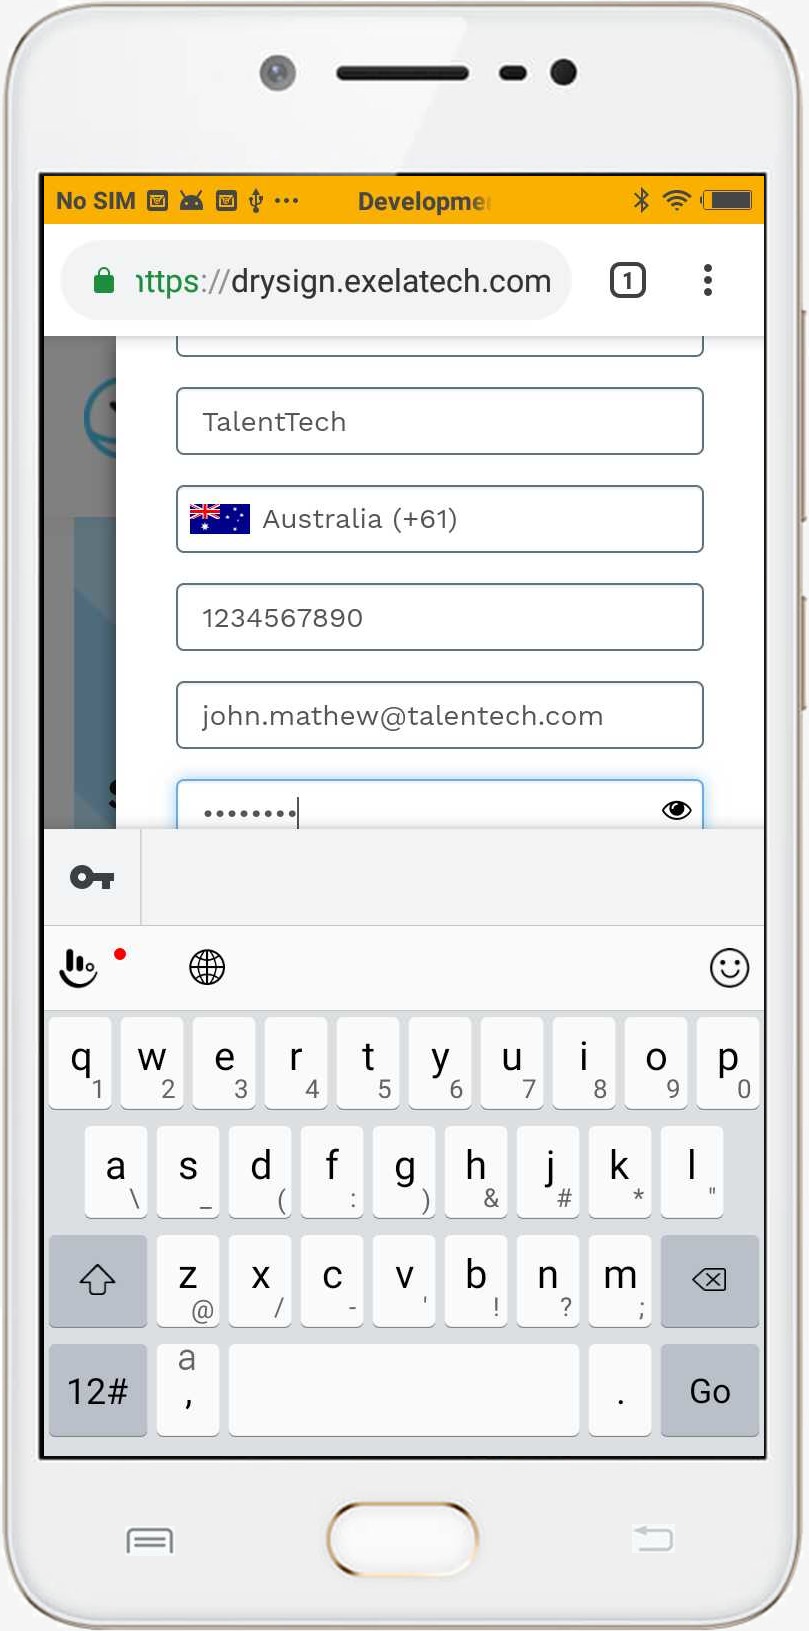 No SIM ... Developme
1
https://drysign.exelatech.com
TalentTech
Australia (+61)
1234567890
john.mathew@talentech.com
••••••••
q w e r t y u i o p
1 2 3 4 5 6 7 8 9 0
a s d f g h j k l
\ _ ( : ) & # * "
z x c v b n m
@ / - ' ! ? ;
a
12# , . Go